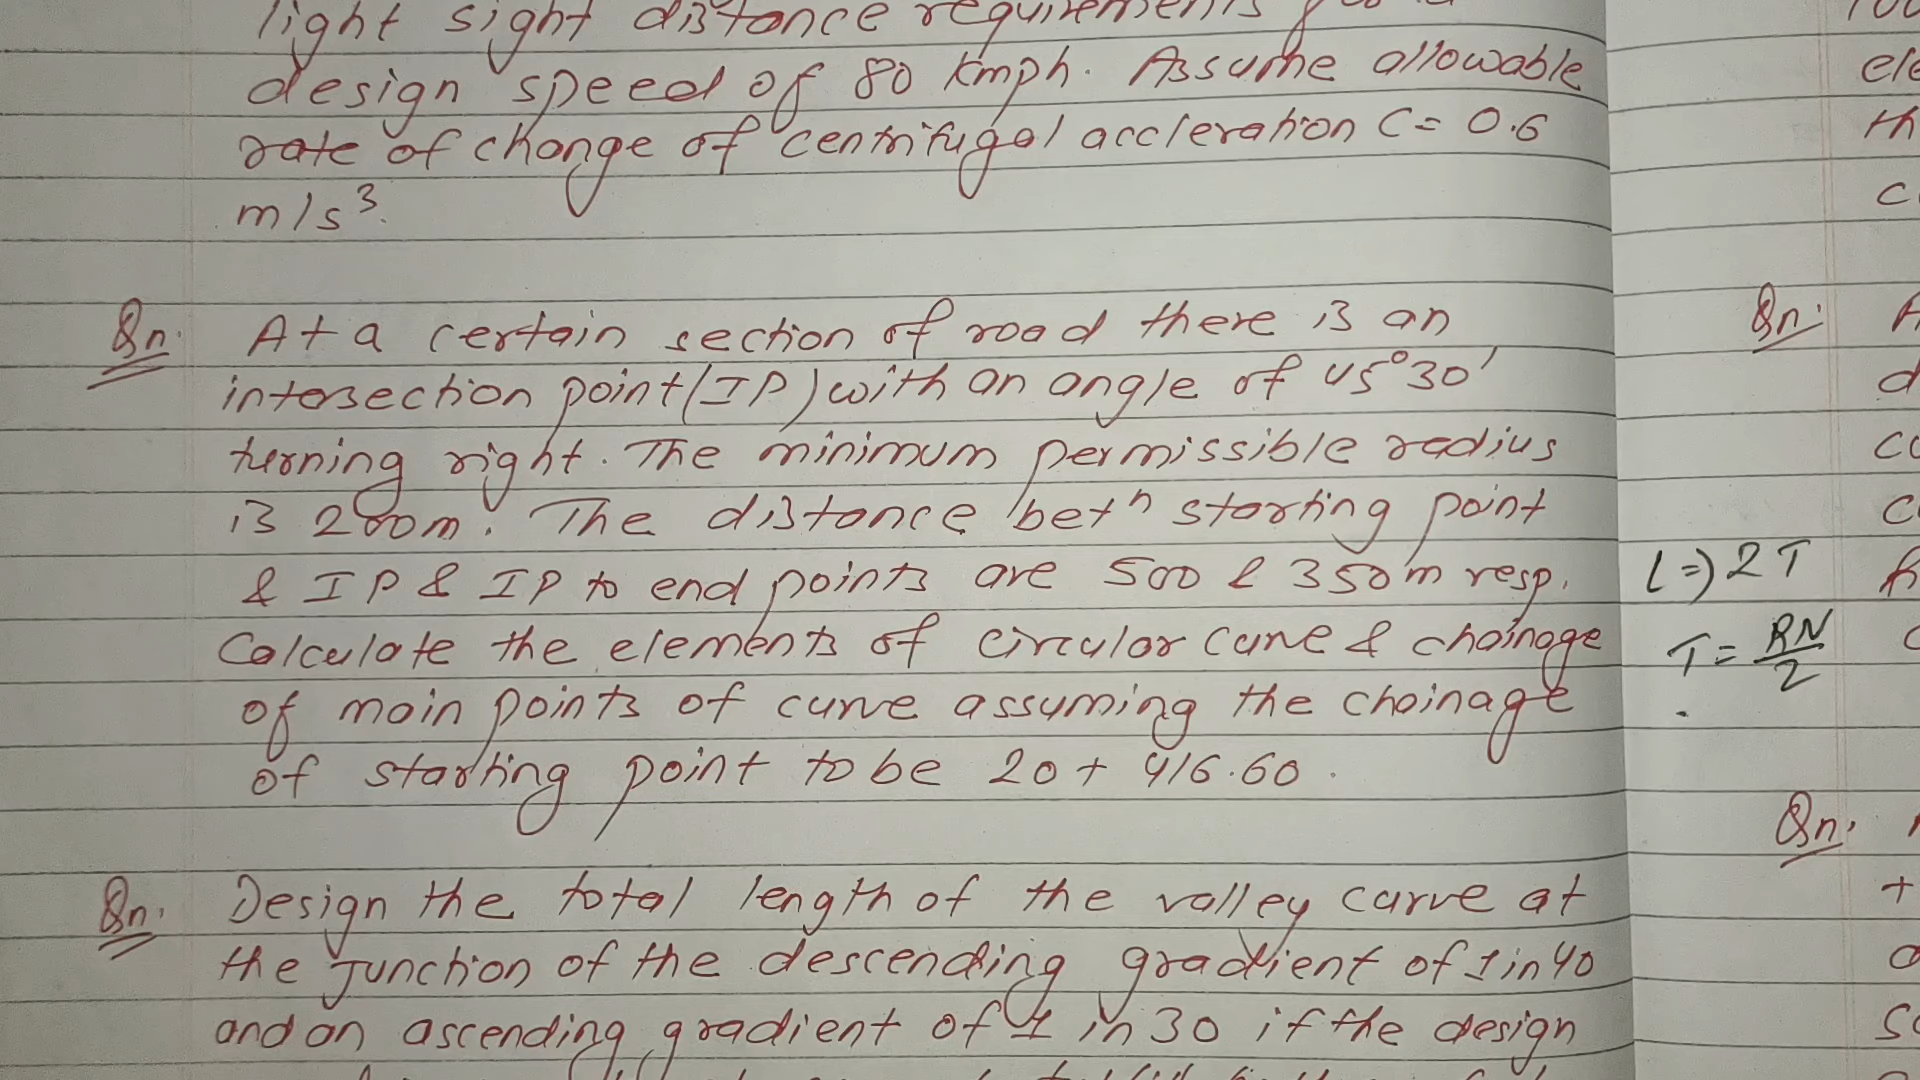 light sight distance requirements
design speed of 80 kmph. Assume allowable
rate of change of centrifugal accleration C = 0.6
m/s³.
Qn. At a certain section of road there is an
intersection point (IP) with an angle of 45°30'
turning right. The minimum permissible radius
is 200m. The distance betⁿ starting point
& IP & IP to end points are 500 & 350m resp.
Calculate the elements of circular curve & chainage
of main points of curve assuming the chainage
of starting point to be 20+ 416.60.
Qn. Design the total length of the valley carve at
the junction of the descending gradient of 1 in 40
and an ascending gradient of 1 in 30 if the design
L => 2T
T = RN/2
Qn.
Qn.